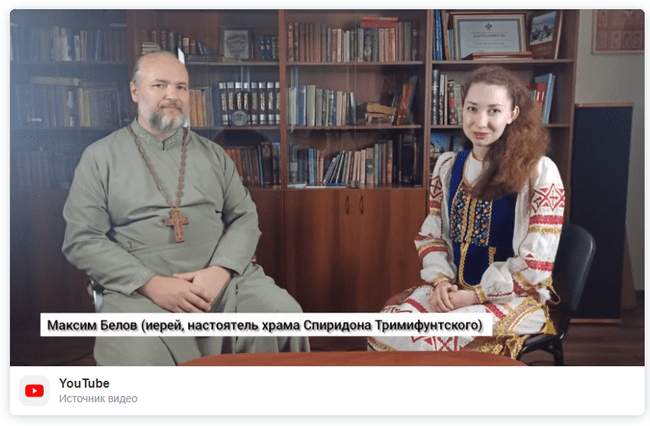 Максим Белов (иерей, настоятель храма Спиридона Тримифунтского)
YouTube
Источник видео